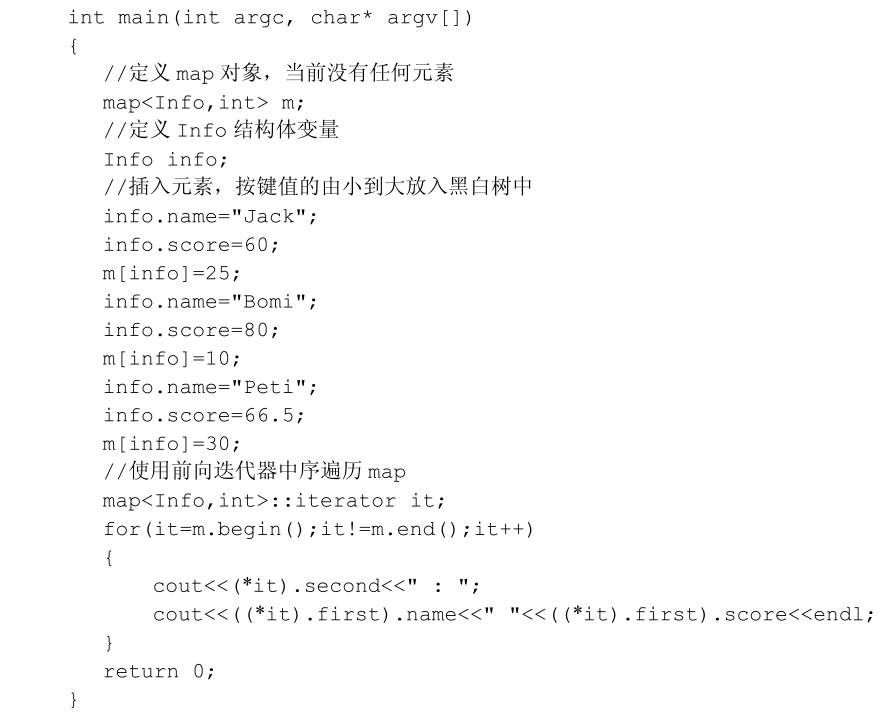 int main(int argc, char* argv[])
{
//定义 map 对象，当前没有任何元素
map<Info,int> m;
//定义 Info 结构体变量
Info info;
//插入元素，按键值的由小到大放入黑白树中
info.name="Jack";
info.score=60;
m[info]=25;
info.name="Bomi";
info.score=80;
m[info]=10;
info.name="Peti";
info.score=66.5;
m[info]=30;
//使用前向迭代器中序遍历 map
map<Info,int>::iterator it;
for(it=m.begin();it!=m.end();it++)
{
cout<<(*it).second<<" : ";
cout<<((*it).first).name<<" "<<((*it).first).score<<endl;
}
return 0;
}